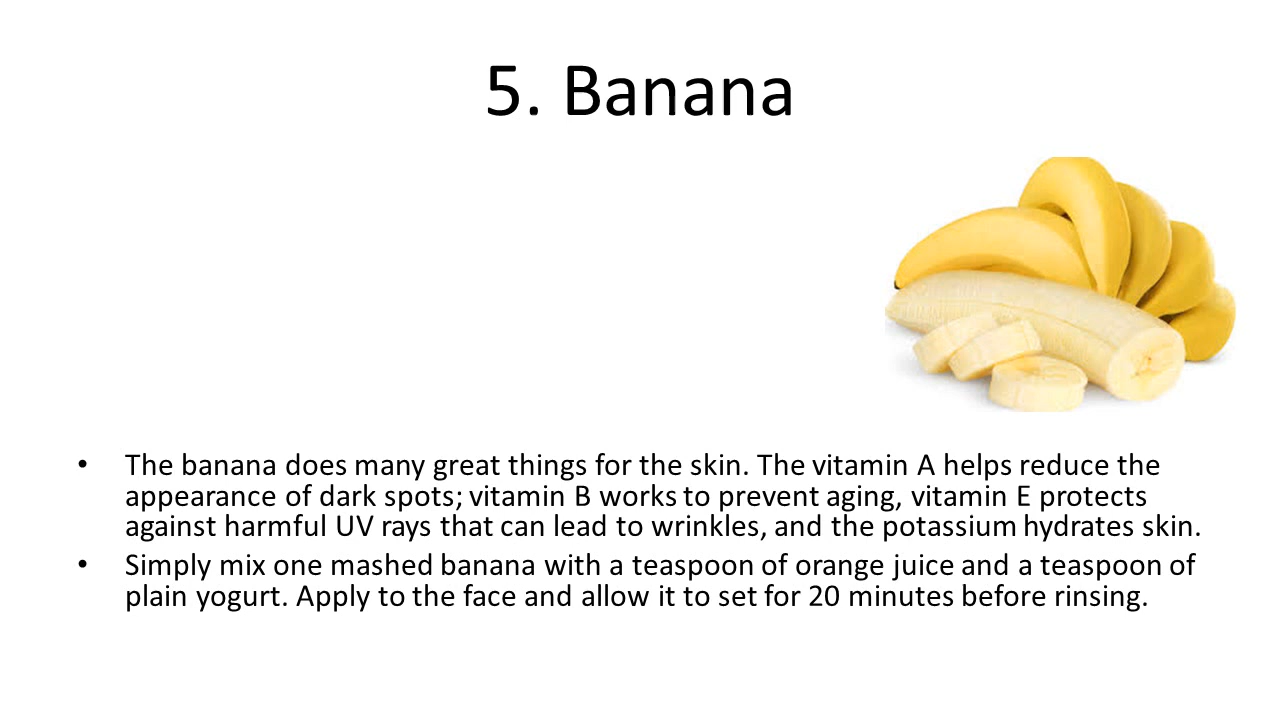 5. Banana
• The banana does many great things for the skin. The vitamin A helps reduce the
appearance of dark spots; vitamin B works to prevent aging, vitamin E protects
against harmful UV rays that can lead to wrinkles, and the potassium hydrates skin.
• Simply mix one mashed banana with a teaspoon of orange juice and a teaspoon of
plain yogurt. Apply to the face and allow it to set for 20 minutes before rinsing.